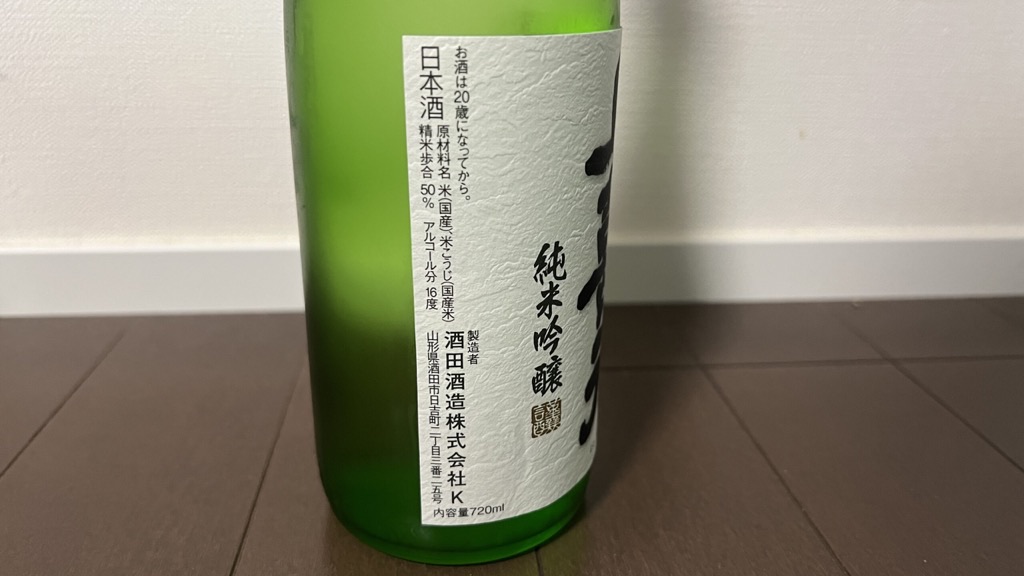 純米吟醸
お酒は20歳になってから。
日本酒
原材料名 米(国産)、米こうじ(国産米)
精米歩合 50% アルコール分 16度
製造者
酒田酒造株式会社K
山形県酒田市日吉町二丁目三番二五号
内容量720ml